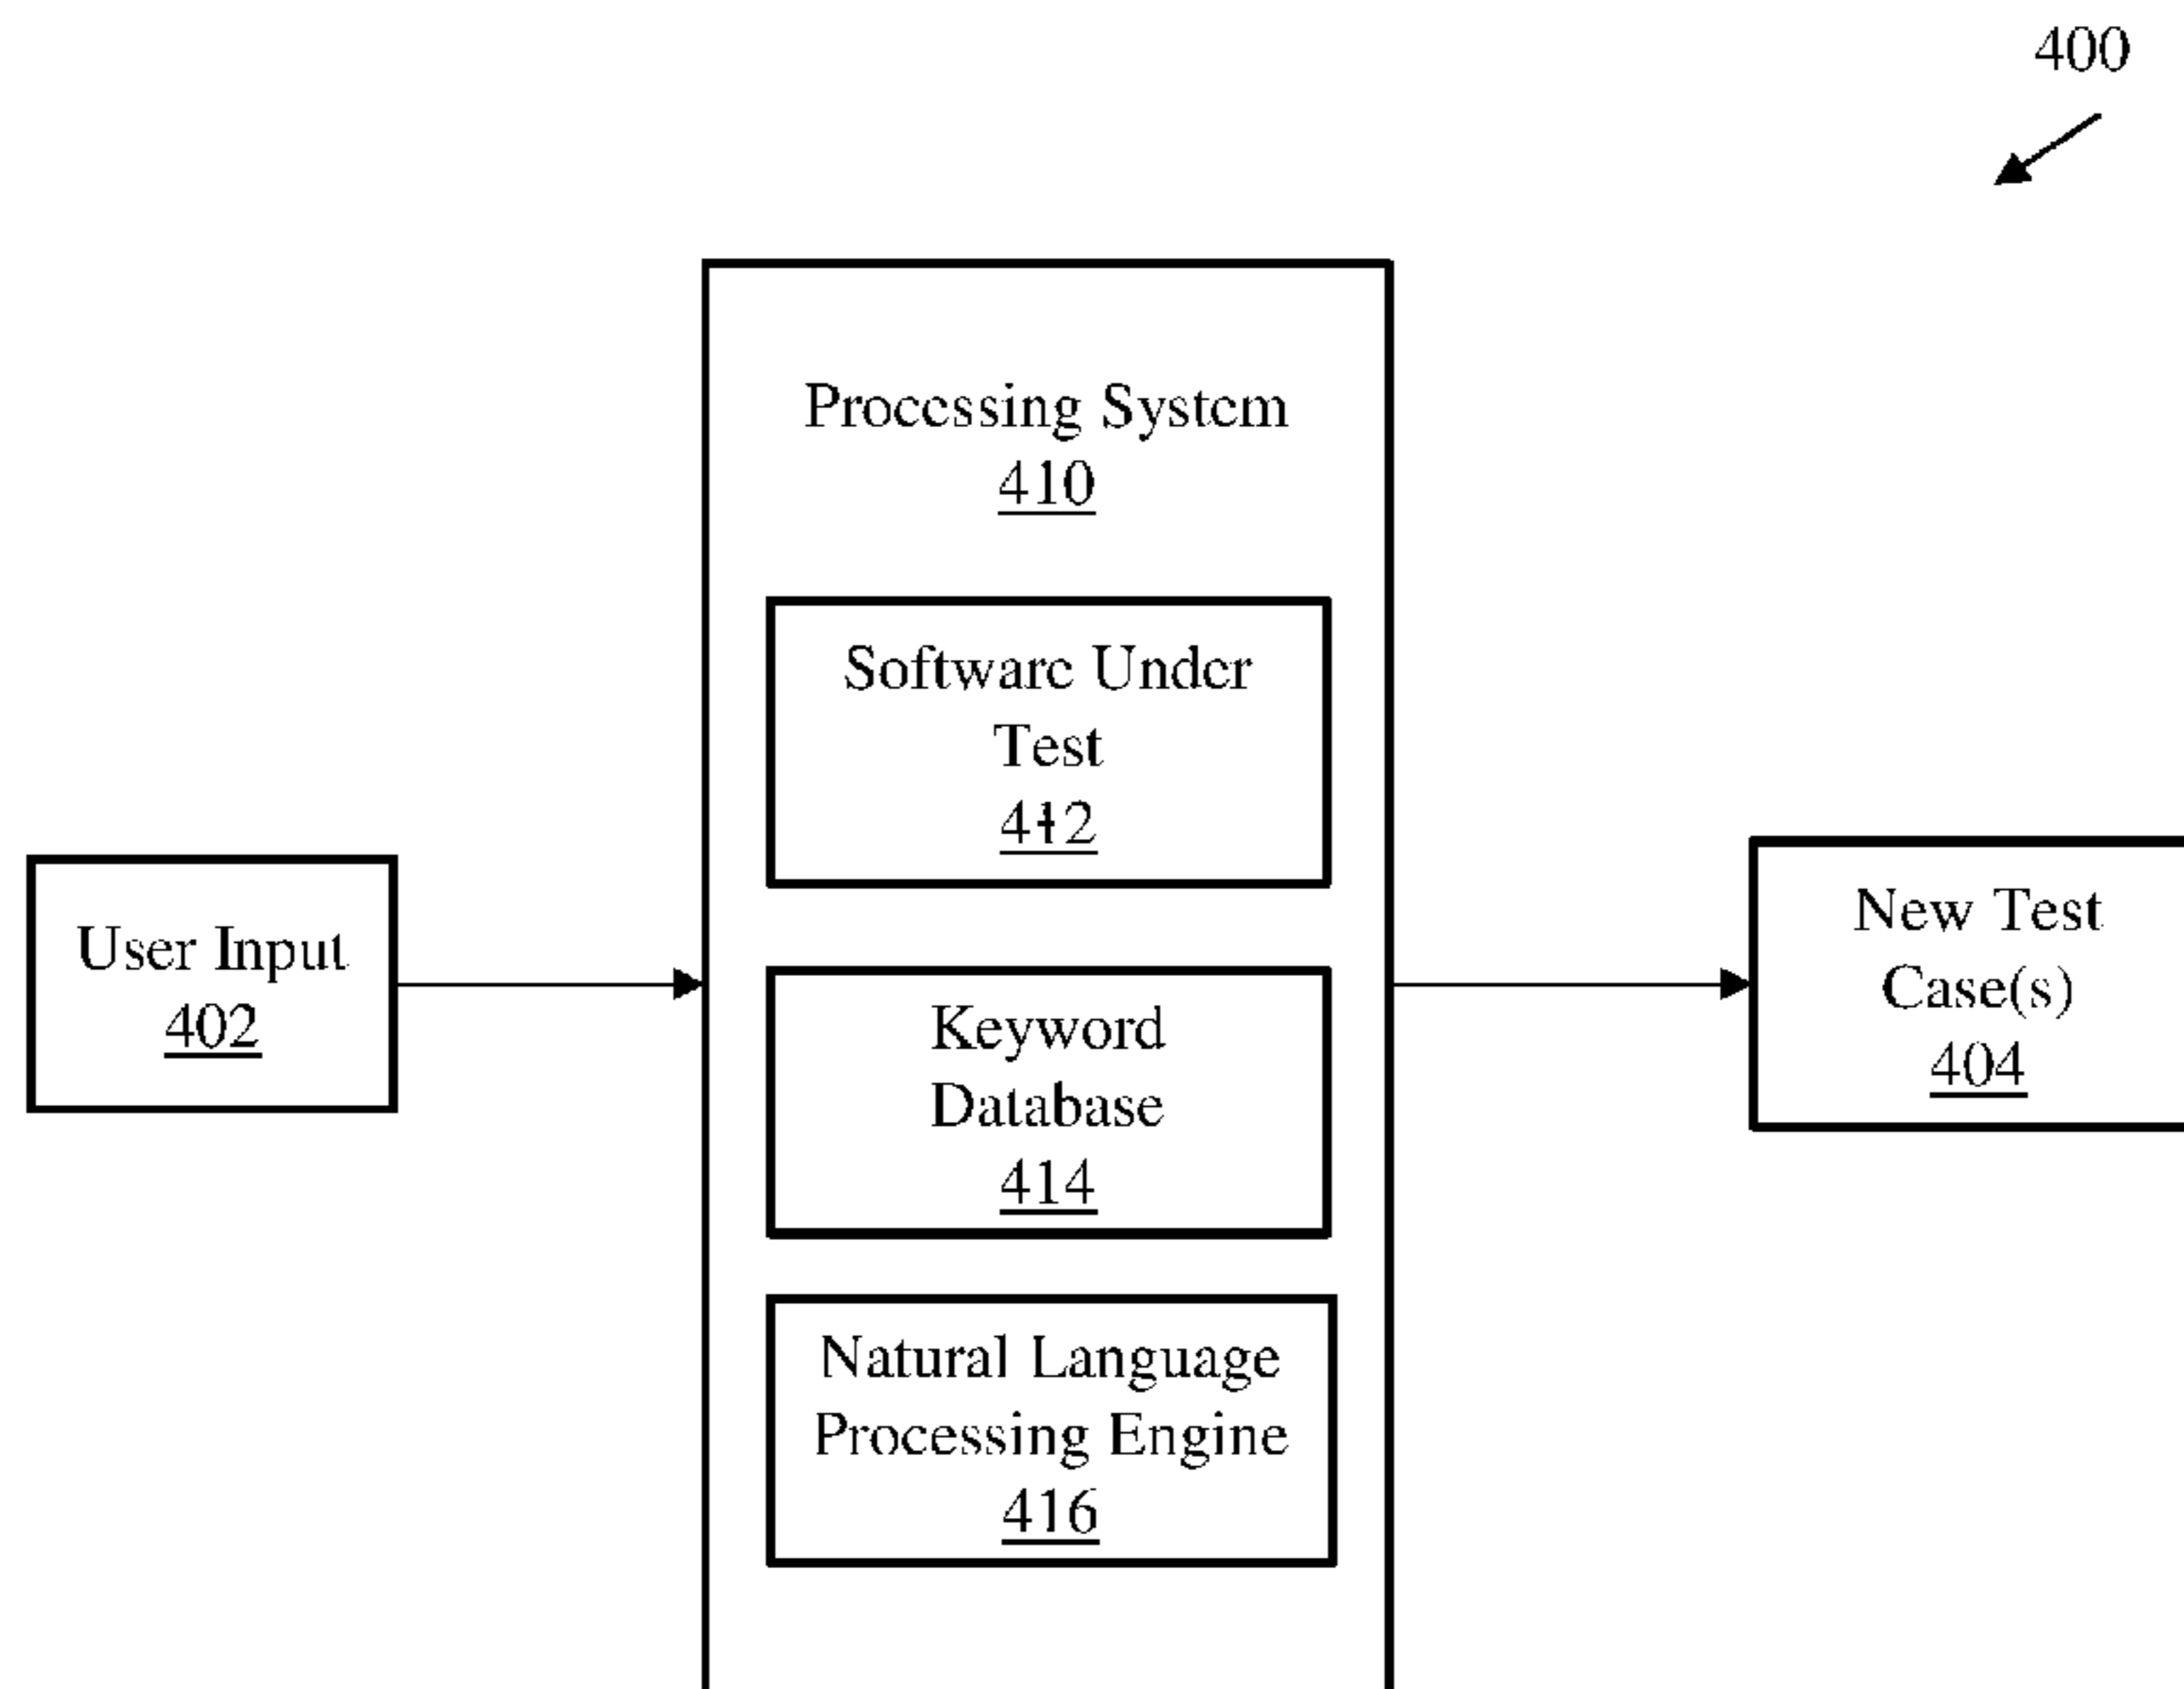 400
Processing System
410
Software Under
Test
412
User Input
402
Keyword
Database
414
New Test
Case(s)
404
Natural Language
Processing Engine
416